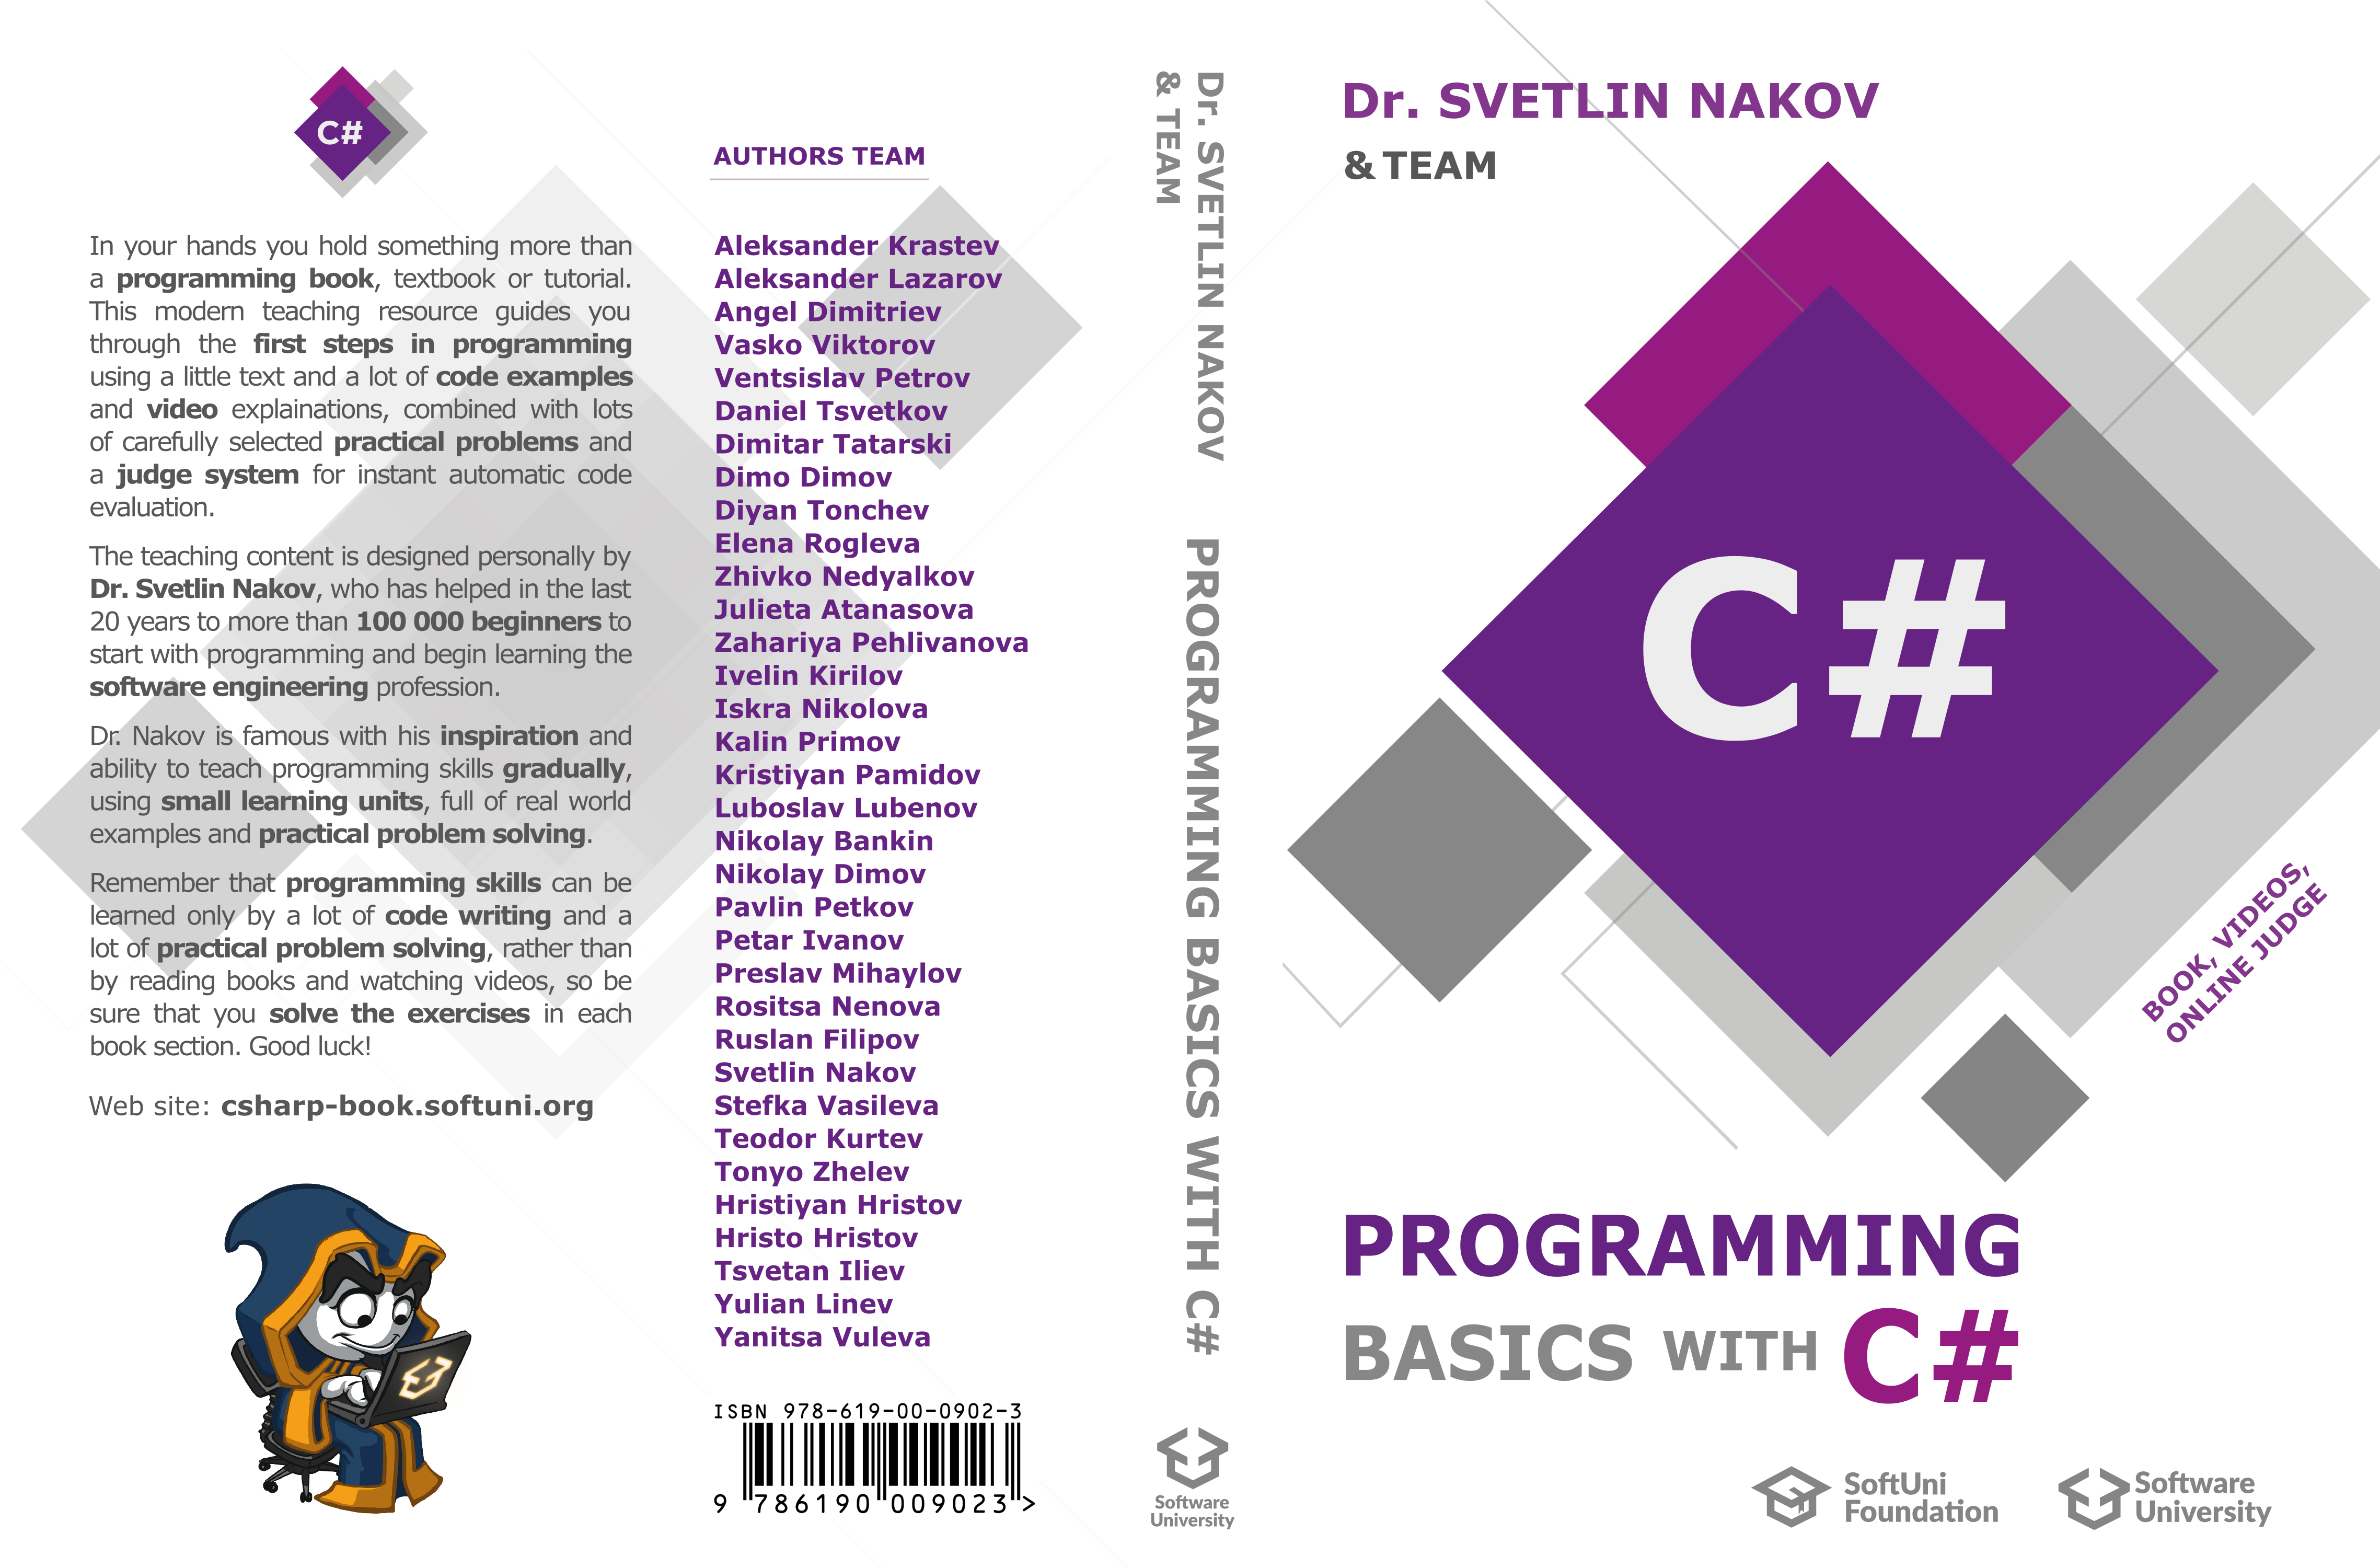 C#
In your hands you hold something more than
a programming book, textbook or tutorial.
This modern teaching resource guides you
through the first steps in programming
using a little text and a lot of code examples
and video explainations, combined with lots
of carefully selected practical problems and
a judge system for instant automatic code
evaluation.
The teaching content is designed personally by
Dr. Svetlin Nakov, who has helped in the last
20 years to more than 100 000 beginners to
start with programming and begin learning the
software engineering profession.
Dr. Nakov is famous with his inspiration and
ability to teach programming skills gradually,
using small learning units, full of real world
examples and practical problem solving.
Remember that programming skills can be
learned only by a lot of code writing and a
lot of practical problem solving, rather than
by reading books and watching videos, so be
sure that you solve the exercises in each
book section. Good luck!
Web site: csharp-book.softuni.org
AUTHORS TEAM
Aleksander Krastev
Aleksander Lazarov
Angel Dimitriev
Vasko Viktorov
Ventsislav Petrov
Daniel Tsvetkov
Dimitar Tatarski
Dimo Dimov
Diyan Tonchev
Elena Rogleva
Zhivko Nedyalkov
Julieta Atanasova
Zahariya Pehlivanova
Ivelin Kirilov
Iskra Nikolova
Kalin Primov
Kristiyan Pamidov
Luboslav Lubenov
Nikolay Bankin
Nikolay Dimov
Pavlin Petkov
Petar Ivanov
Preslav Mihaylov
Rositsa Nenova
Ruslan Filipov
Svetlin Nakov
Stefka Vasileva
Teodor Kurtev
Tonyo Zhelev
Hristiyan Hristov
Hristo Hristov
Tsvetan Iliev
Yulian Linev
Yanitsa Vuleva
ISBN 978-619-00-0902-3
9 786190 009023 >
Dr. SVETLIN NAKOV
& TEAM
PROGRAMMING BASICS WITH C#
Software
University
Dr. SVETLIN NAKOV
& TEAM
C#
BOOK, VIDEOS,
ONLINE JUDGE
PROGRAMMING
BASICS WITH C#
SoftUni
Foundation
Software
University